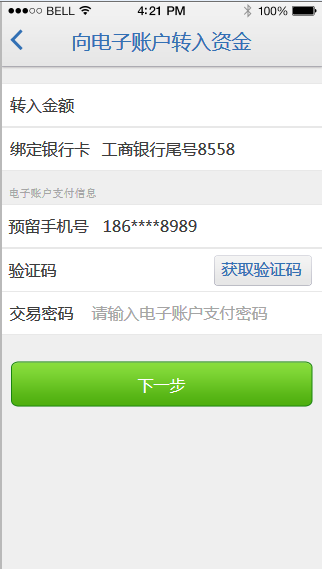 BELL 4:21 PM 100%
向电子账户转入资金
转入金额
绑定银行卡 工商银行尾号8558
电子账户支付信息
预留手机号 186****8989
验证码 获取验证码
交易密码 请输入电子账户支付密码
下一步